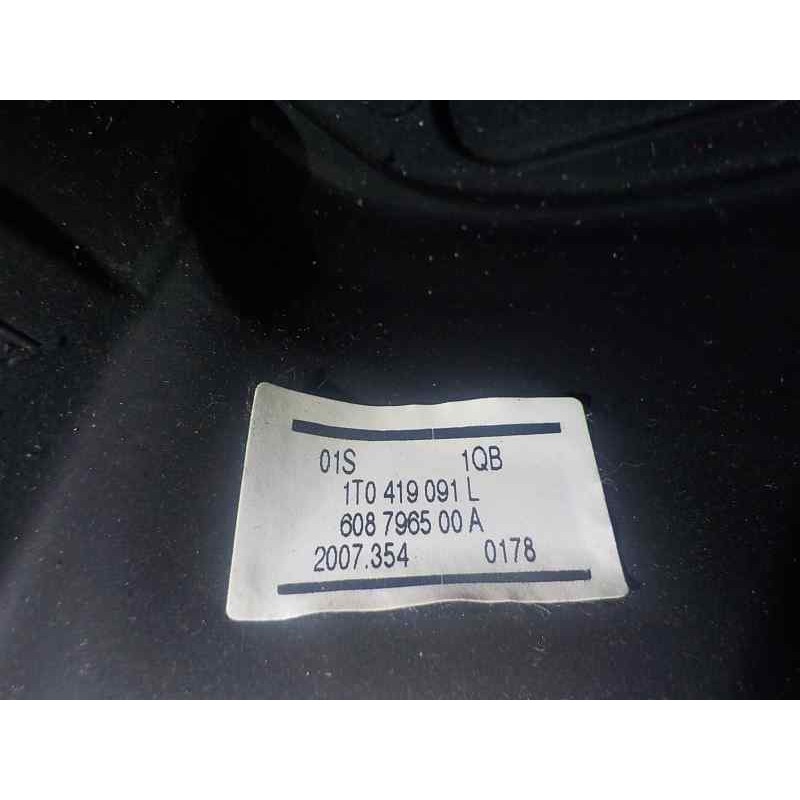 01S 1QB
1T0 419 091 L
608 7965 00 A
2007.354 0178